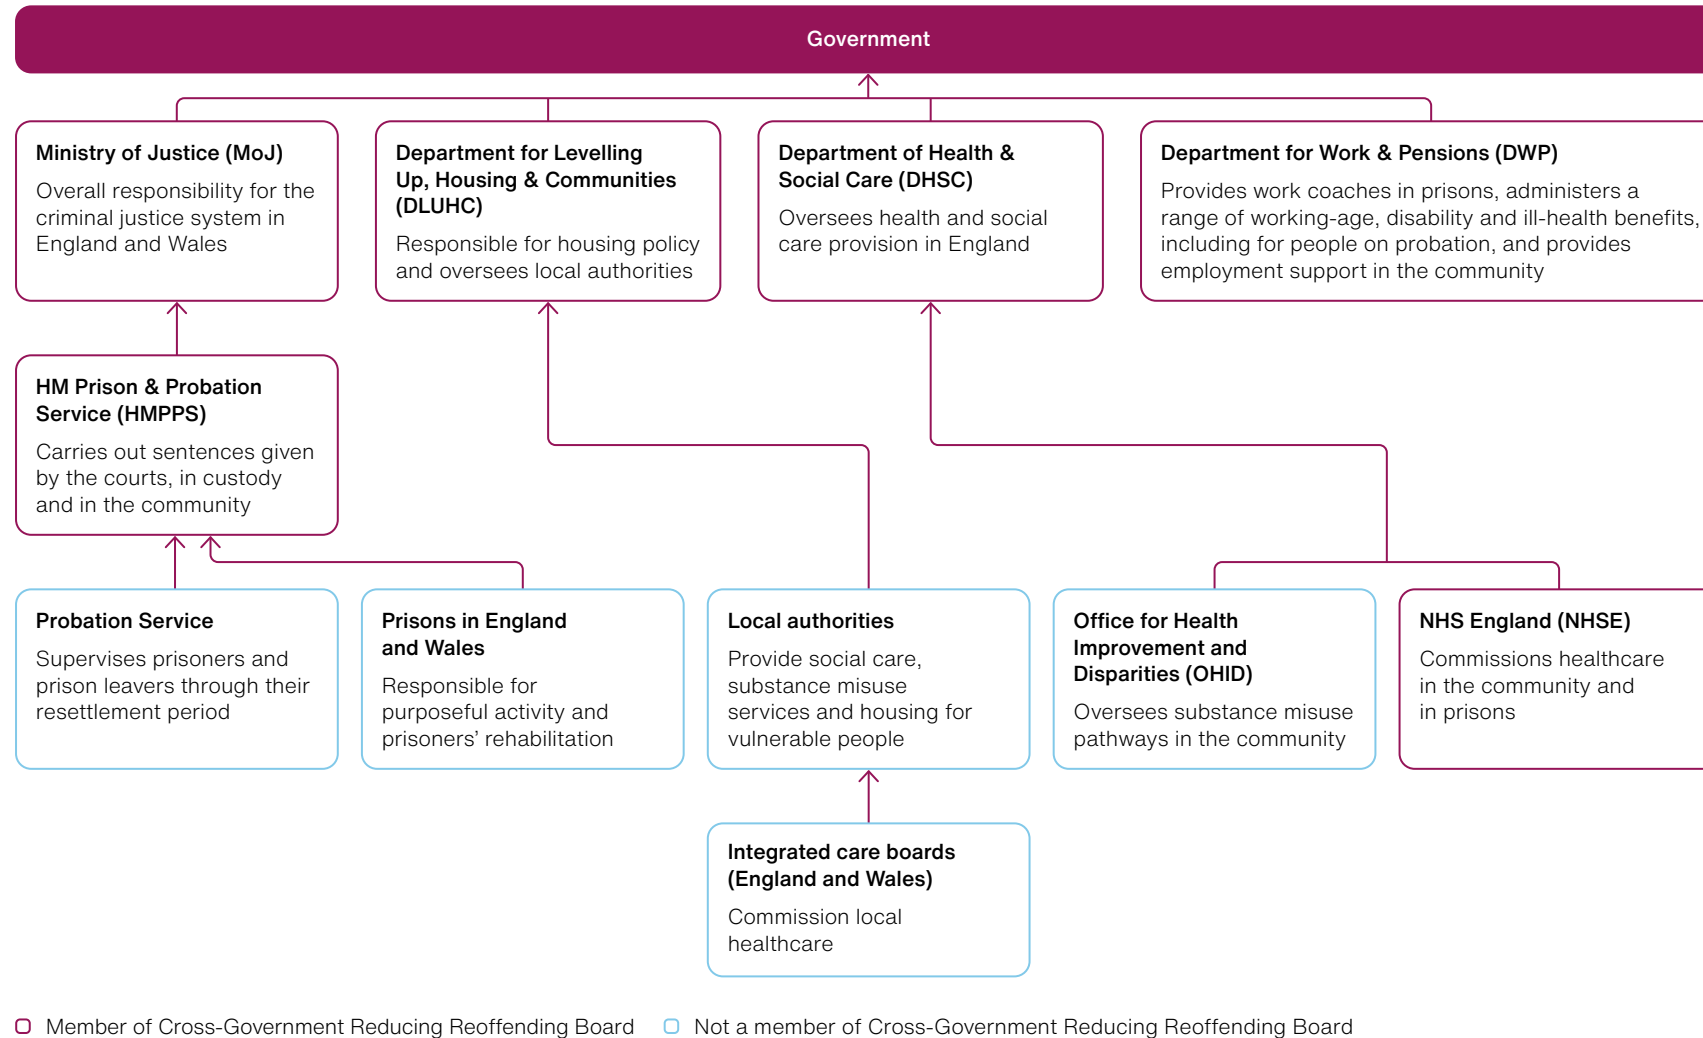 Government
Ministry of Justice (MoJ)
Overall responsibility for the
criminal justice system in
England and Wales
Department for Levelling
Up, Housing & Communities
(DLUHC)
Responsible for housing policy
and oversees local authorities
Department of Health &
Social Care (DHSC)
Oversees health and social
care provision in England
Department for Work & Pensions (DWP)
Provides work coaches in prisons, administers a
range of working-age, disability and ill-health benefits,
including for people on probation, and provides
employment support in the community
HM Prison & Probation
Service (HMPPS)
Carries out sentences given
by the courts, in custody
and in the community
Probation Service
Supervises prisoners and
prison leavers through their
resettlement period
Prisons in England
and Wales
Responsible for
purposeful activity and
prisoners’ rehabilitation
Local authorities
Provide social care,
substance misuse
services and housing for
vulnerable people
Office for Health
Improvement and
Disparities (OHID)
Oversees substance misuse
pathways in the community
NHS England (NHSE)
Commissions healthcare
in the community and
in prisons
Integrated care boards
(England and Wales)
Commission local
healthcare
Member of Cross-Government Reducing Reoffending Board
Not a member of Cross-Government Reducing Reoffending Board